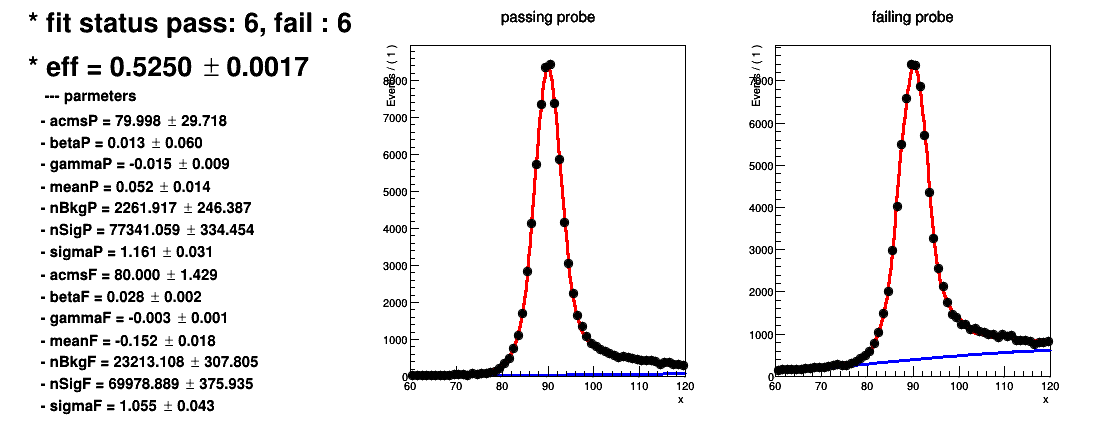 * fit status pass: 6, fail : 6
* eff = 0.5250 ± 0.0017
--- parmeters
- acmsP = 79.998 ± 29.718
- betaP = 0.013 ± 0.060
- gammaP = -0.015 ± 0.009
- meanP = 0.052 ± 0.014
- nBkgP = 2261.917 ± 246.387
- nSigP = 77341.059 ± 334.454
- sigmaP = 1.161 ± 0.031
- acmsF = 80.000 ± 1.429
- betaF = 0.028 ± 0.002
- gammaF = -0.003 ± 0.001
- meanF = -0.152 ± 0.018
- nBkgF = 23213.108 ± 307.805
- nSigF = 69978.889 ± 375.935
- sigmaF = 1.055 ± 0.043
passing probe
Events / ( 1 )
8000
7000
6000
5000
4000
3000
2000
1000
0
60 70 80 90 100 110 120
x
failing probe
Events / ( 1 )
7000
6000
5000
4000
3000
2000
1000
0
60 70 80 90 100 110 120
x